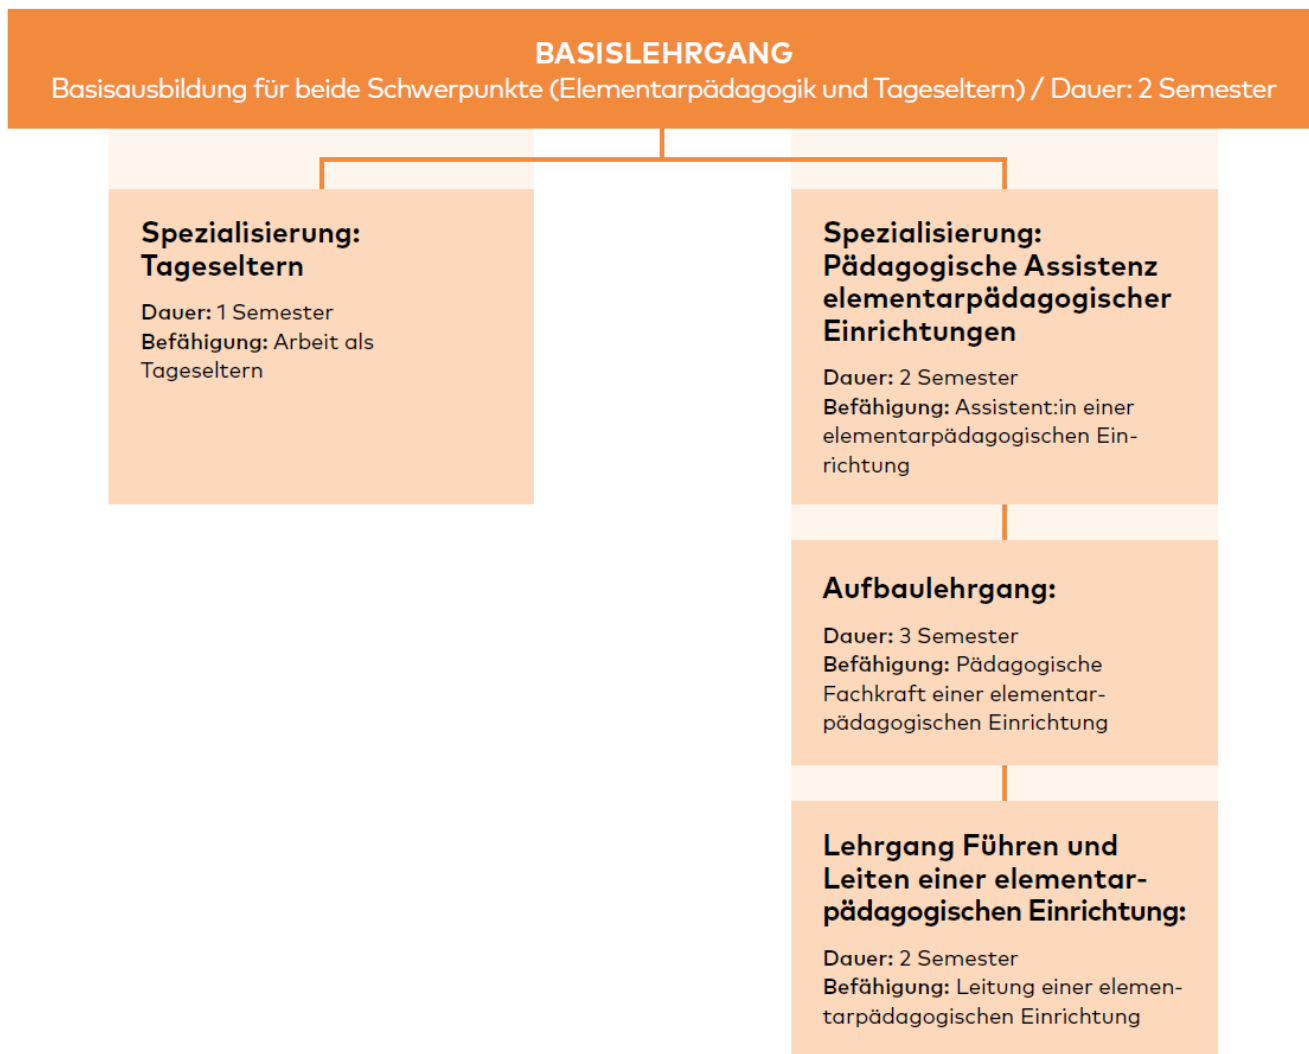 BASISLEHRGANG
Basisausbildung für beide Schwerpunkte (Elementarpädagogik und Tageseltern) / Dauer: 2 Semester
Spezialisierung:
Tageseltern
Dauer: 1 Semester
Befähigung: Arbeit als
Tageseltern
Spezialisierung:
Pädagogische Assistenz
elementarpädagogischer
Einrichtungen
Dauer: 2 Semester
Befähigung: Assistent:in einer
elementarpädagogischen Ein-
richtung
Aufbaulehrgang:
Dauer: 3 Semester
Befähigung: Pädagogische
Fachkraft einer elementar-
pädagogischen Einrichtung
Lehrgang Führen und
Leiten einer elementar-
pädagogischen Einrichtung:
Dauer: 2 Semester
Befähigung: Leitung einer elemen-
tarpädagogischen Einrichtung